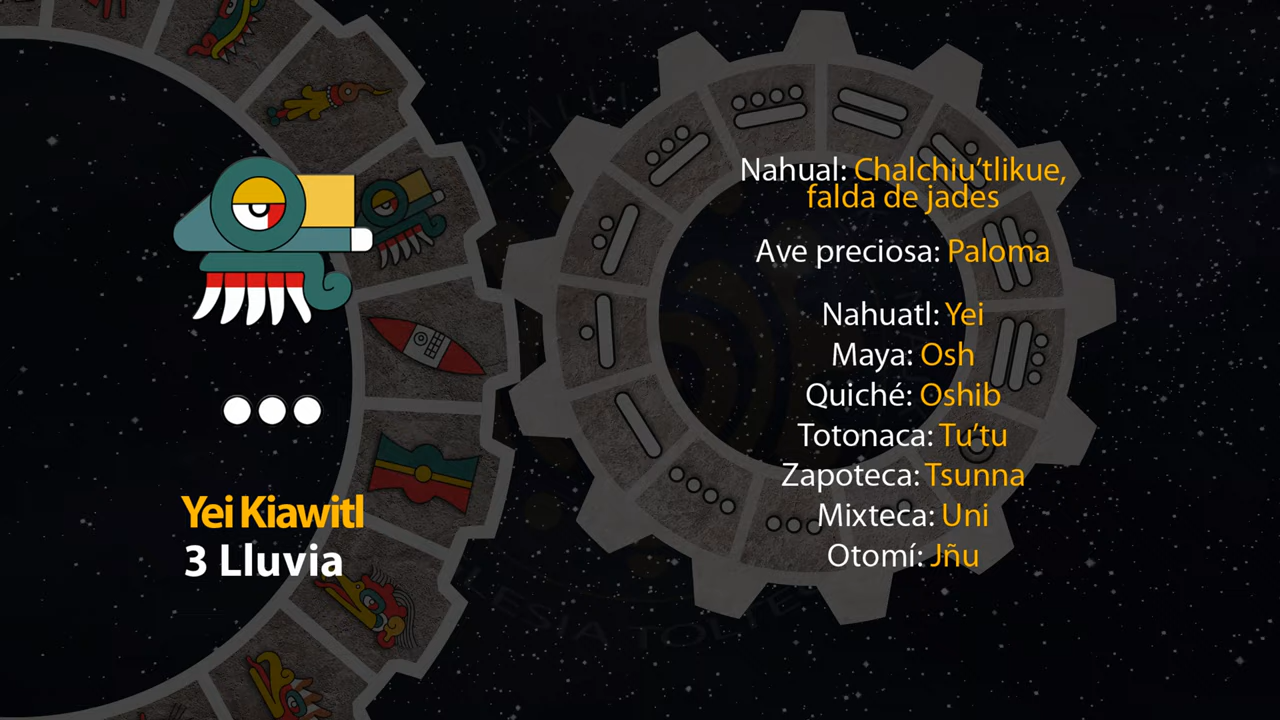 Yei Kiawitl
3 Lluvia
Nahual: Chalchiu'tlikue,
falda de jades
Ave preciosa: Paloma
Nahuatl: Yei
Maya: Osh
Quiché: Oshib
Totonaca: Tu'tu
Zapoteca: Tsunna
Mixteca: Uni
Otomí: Jñu